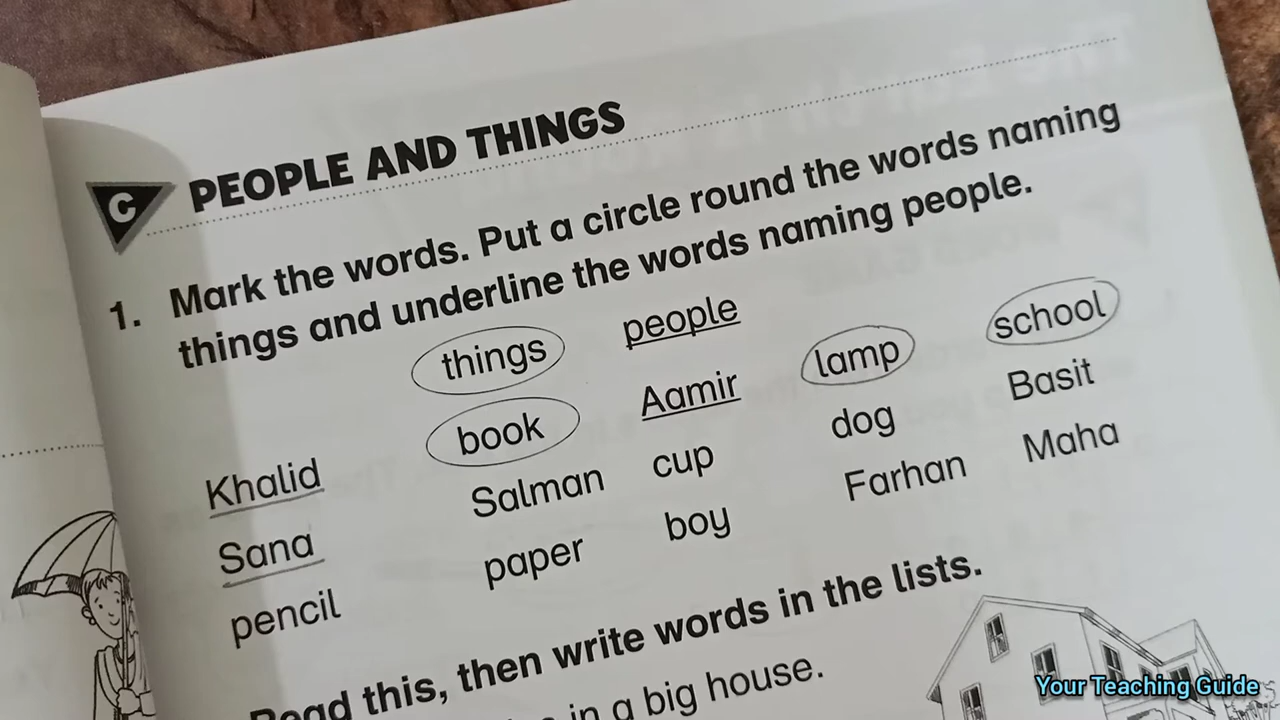 C PEOPLE AND THINGS
1. Mark the words. Put a circle round the words naming
things and underline the words naming people.
things people
Khalid book Aamir lamp school
Sana Salman cup dog Basit
pencil paper boy Farhan Maha
this, then write words in the lists.
in a big house.
Your Teaching Guide